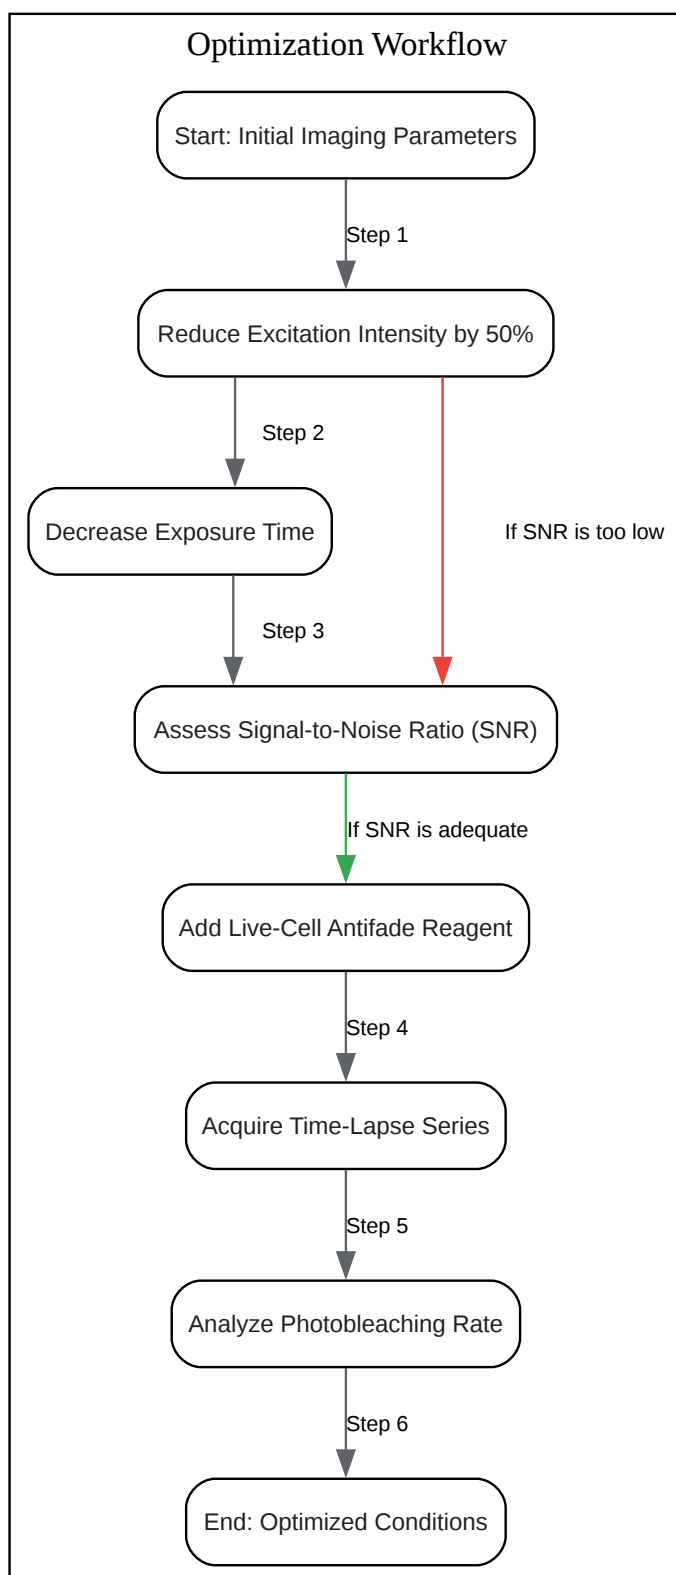 Optimization Workflow
Start: Initial Imaging Parameters
Step 1
Reduce Excitation Intensity by 50%
Step 2
Decrease Exposure Time
If SNR is too low
Step 3
Assess Signal-to-Noise Ratio (SNR)
If SNR is adequate
Add Live-Cell Antifade Reagent
Step 4
Acquire Time-Lapse Series
Step 5
Analyze Photobleaching Rate
Step 6
End: Optimized Conditions